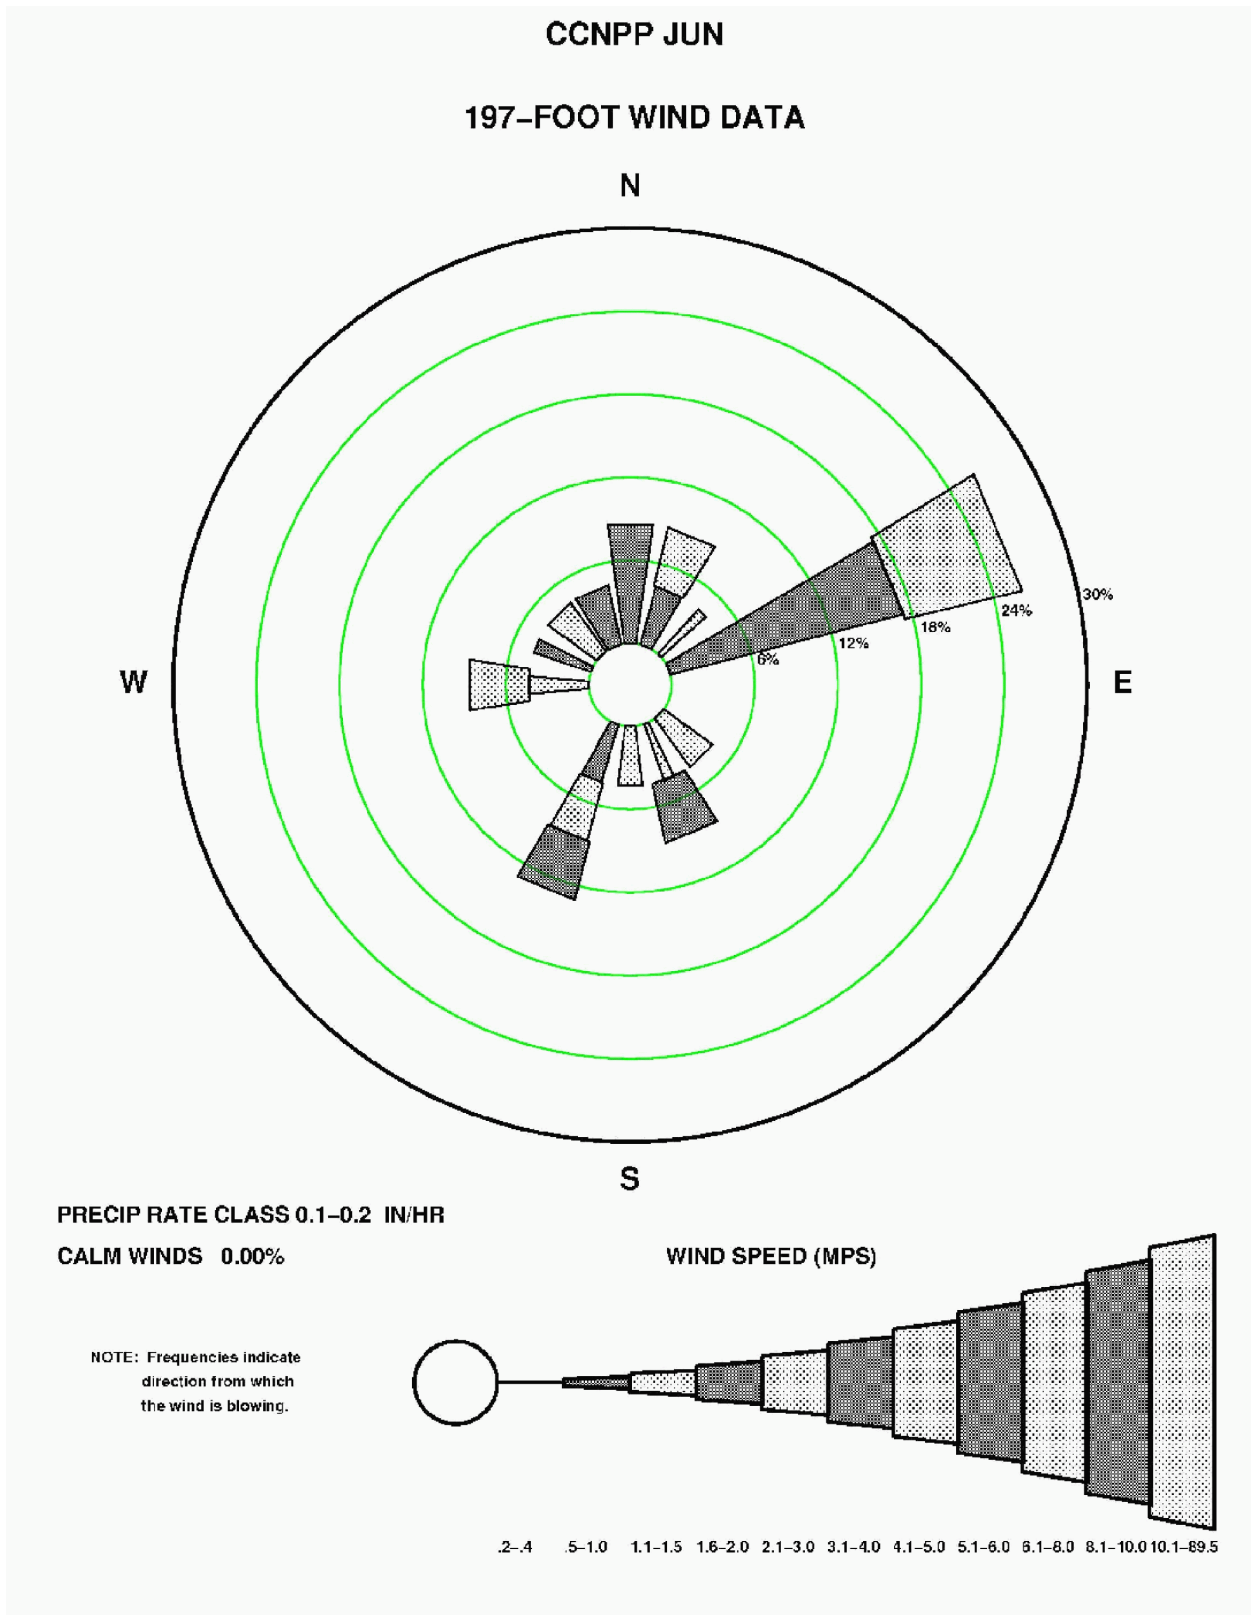 CCNPP JUN
197–FOOT WIND DATA
N
30%
24%
18%
12%
6%
W
E
S
PRECIP RATE CLASS 0.1–0.2 IN/HR
CALM WINDS 0.00%
WIND SPEED (MPS)
NOTE: Frequencies indicate
direction from which
the wind is blowing.
.2–.4 .5–1.0 1.1–1.5 1.6–2.0 2.1–3.0 3.1–4.0 4.1–5.0 5.1–6.0 6.1–8.0 8.1–10.0 10.1–89.5